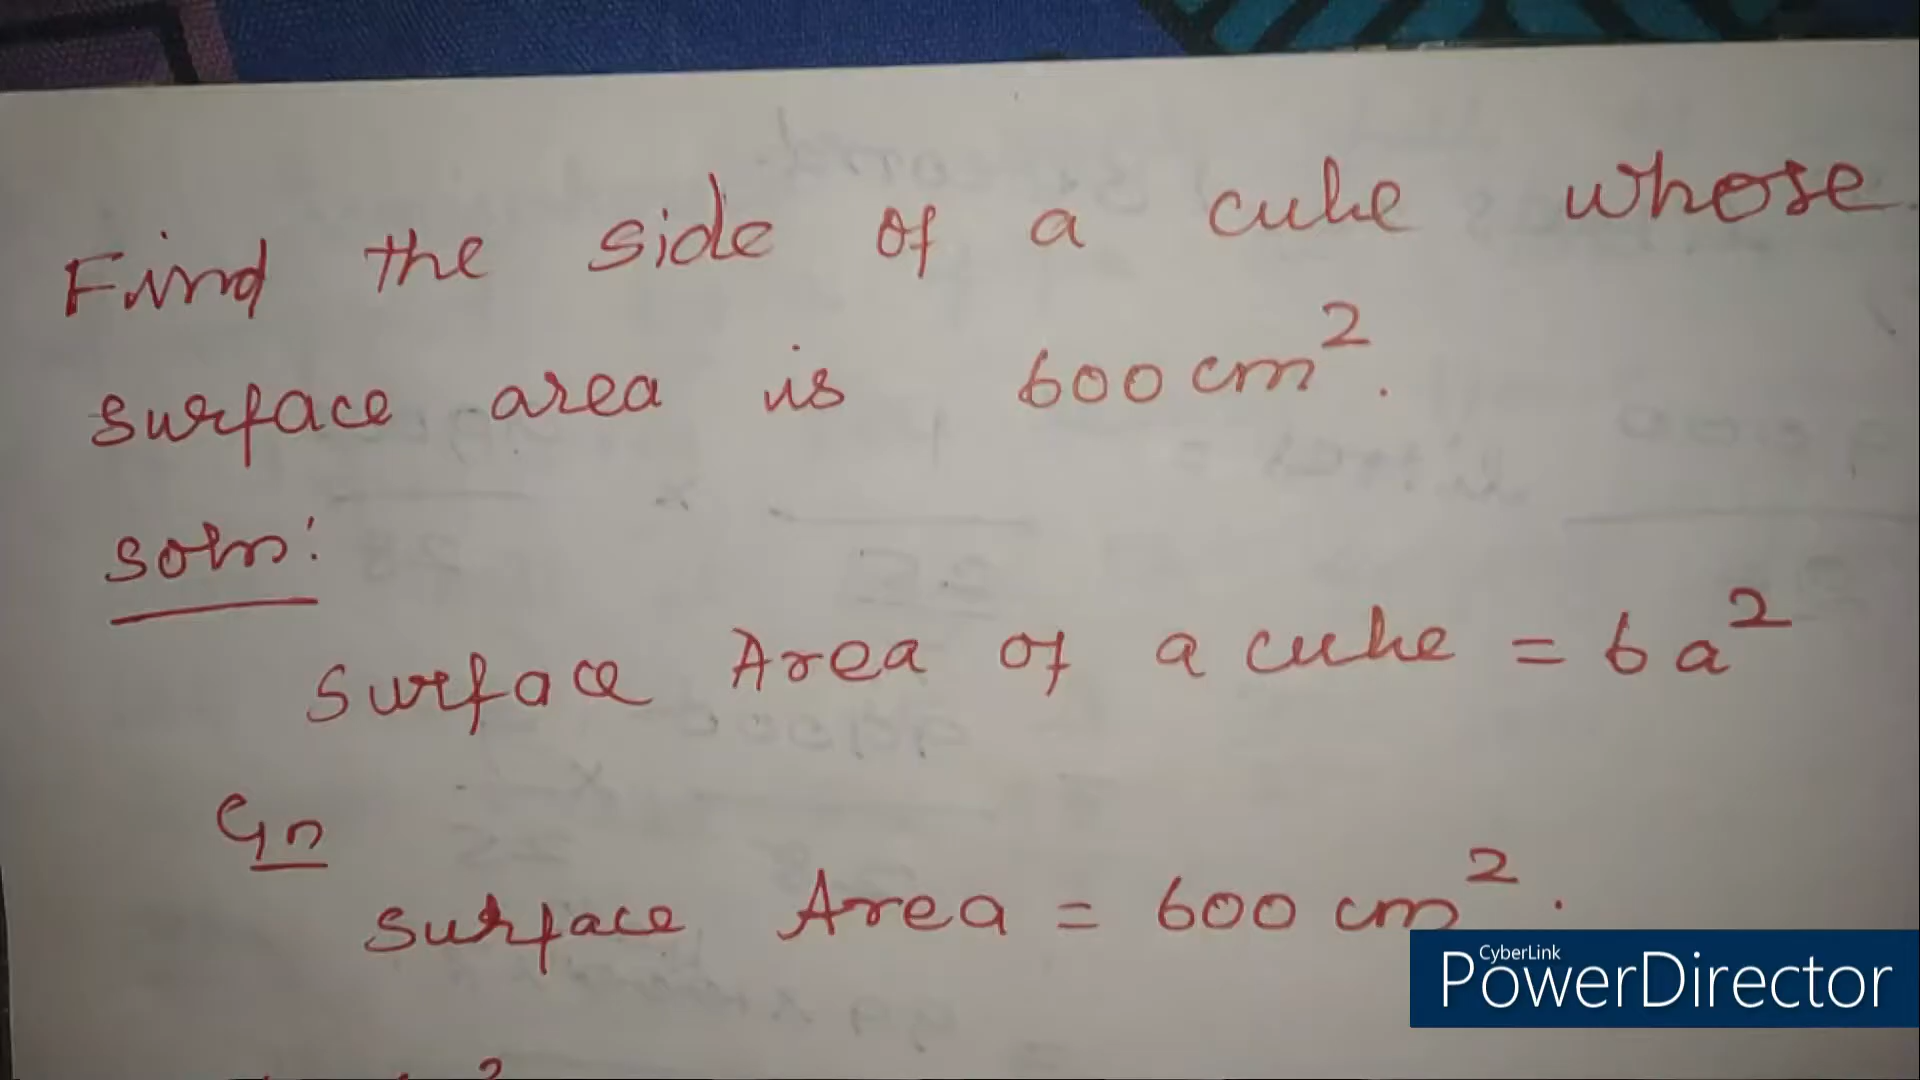 Find the side of a cube whose
surface area is 600 cm².
soln:
Surface Area of a cube = 6a²
Gn
Surface Area = 600 cm².
CyberLink
PowerDirector